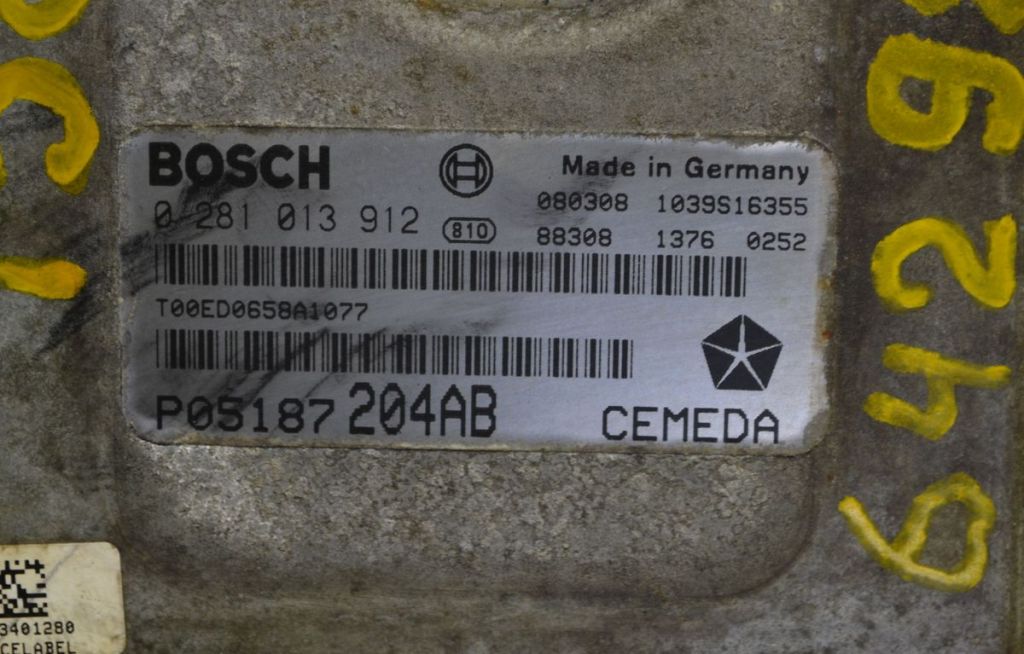 BOSCH
Made in Germany
0 281 013 912
810
080308 1039S16355
88308 1376 0252
T00ED0658A1077
P05187204AB
CEMEDA
3401280
CELABEL